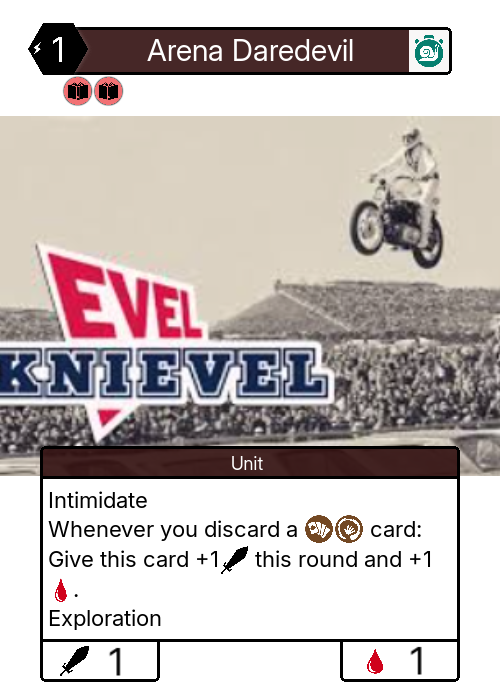 1
Arena Daredevil
EVEL
KNIEVEL
Unit
Intimidate
Whenever you discard a card:
Give this card +1 this round and +1
.
Exploration
1
1